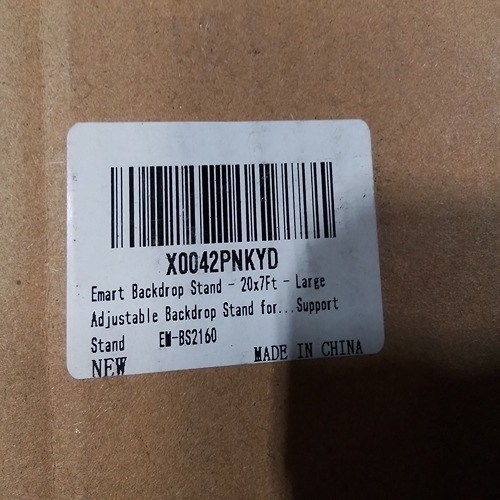 X0042PNKYD
Emart Backdrop Stand - 20x7Ft - Large
Adjustable Backdrop Stand for...Support
Stand EM-BS2160
NEW MADE IN CHINA